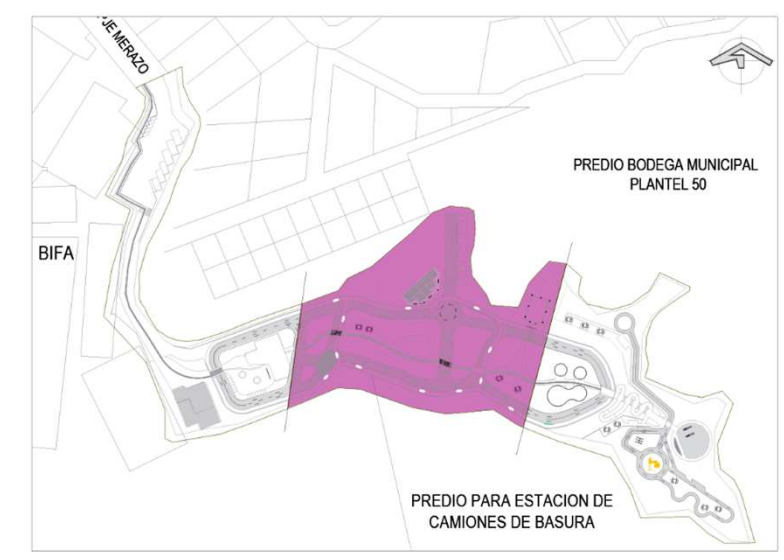 JE MERAZO
PREDIO BODEGA MUNICIPAL
PLANTEL 50
BIFA
PREDIO PARA ESTACION DE
CAMIONES DE BASURA